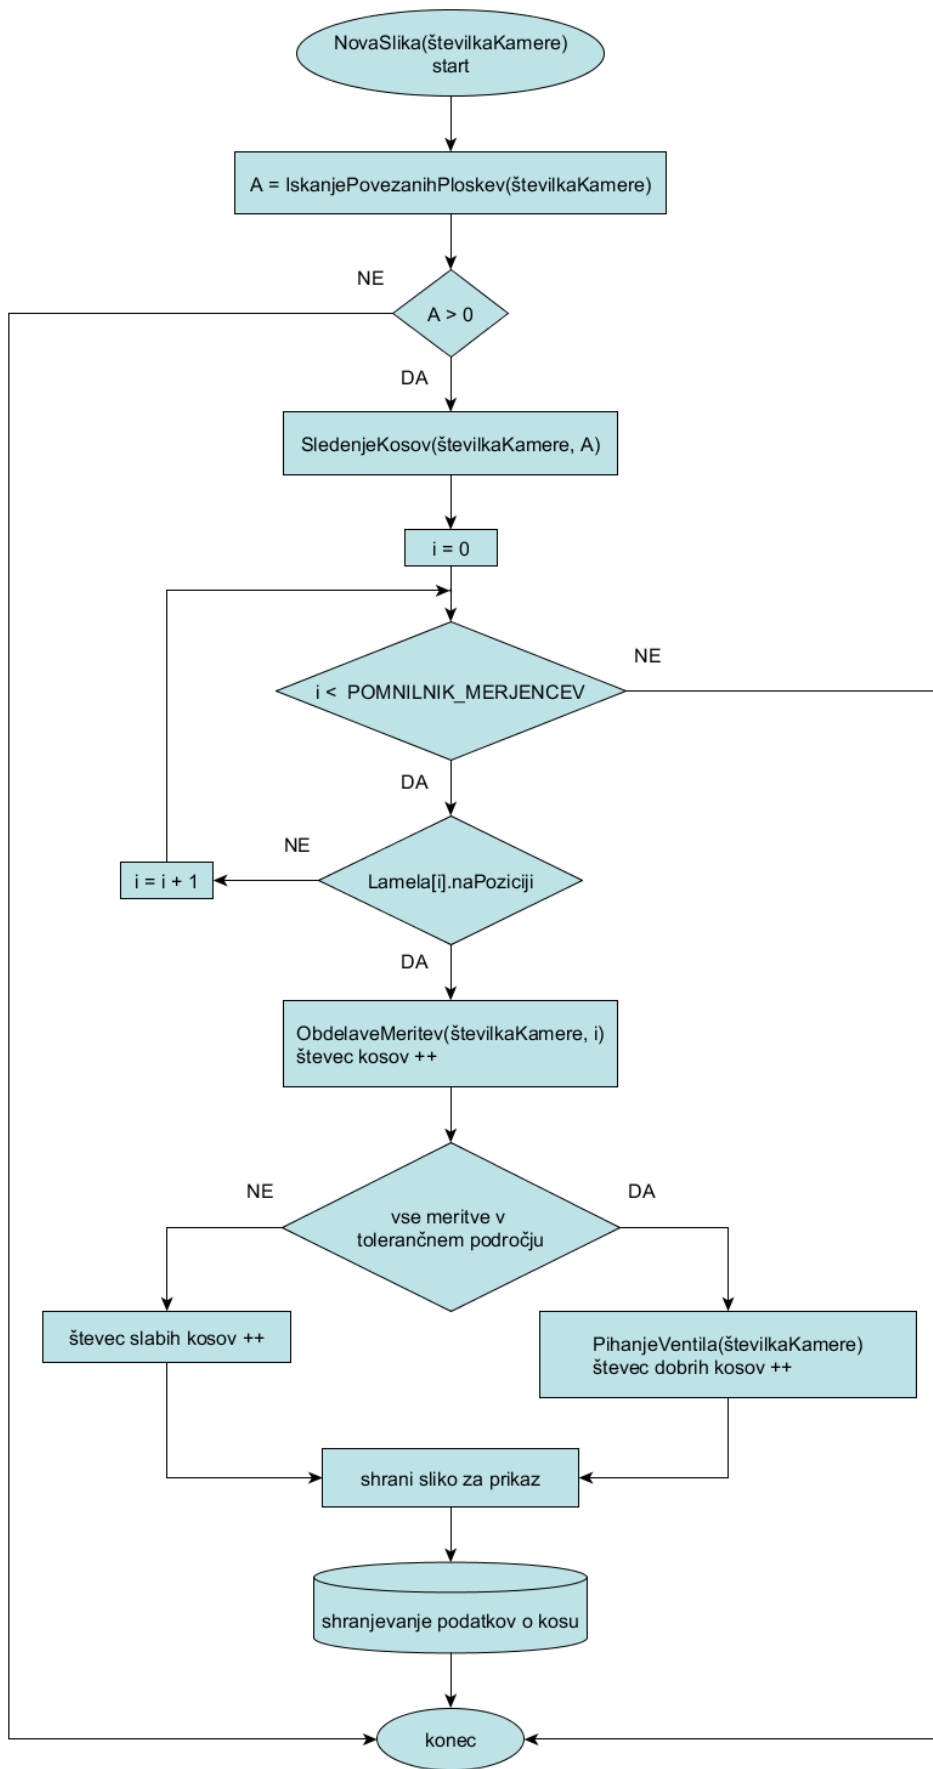 NovaSlika(številkaKamere)
start
A = IskanjePovezanihPloskev(številkaKamere)
NE
A > 0
DA
SledenjeKosov(številkaKamere, A)
i = 0
NE
i < POMNILNIK_MERJENCEV
DA
NE
i = i + 1
Lamela[i].naPoziciji
DA
ObdelaveMeritev(številkaKamere, i)
števec kosov ++
NE
DA
vse meritve v
tolerančnem področju
števec slabih kosov ++
PihanjeVentila(številkaKamere)
števec dobrih kosov ++
shrani sliko za prikaz
shranjevanje podatkov o kosu
konec